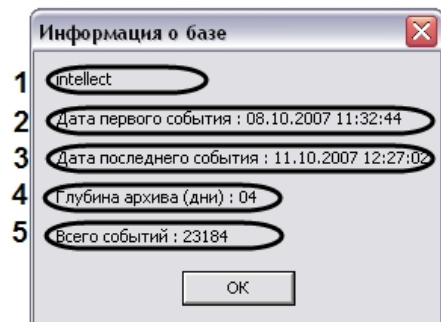 Информация о базе
1 intellect
2 Дата первого события : 08.10.2007 11:32:44
3 Дата последнего события : 11.10.2007 12:27:02
4 Глубина архива (дни) : 04
5 Всего событий : 23184
ОК